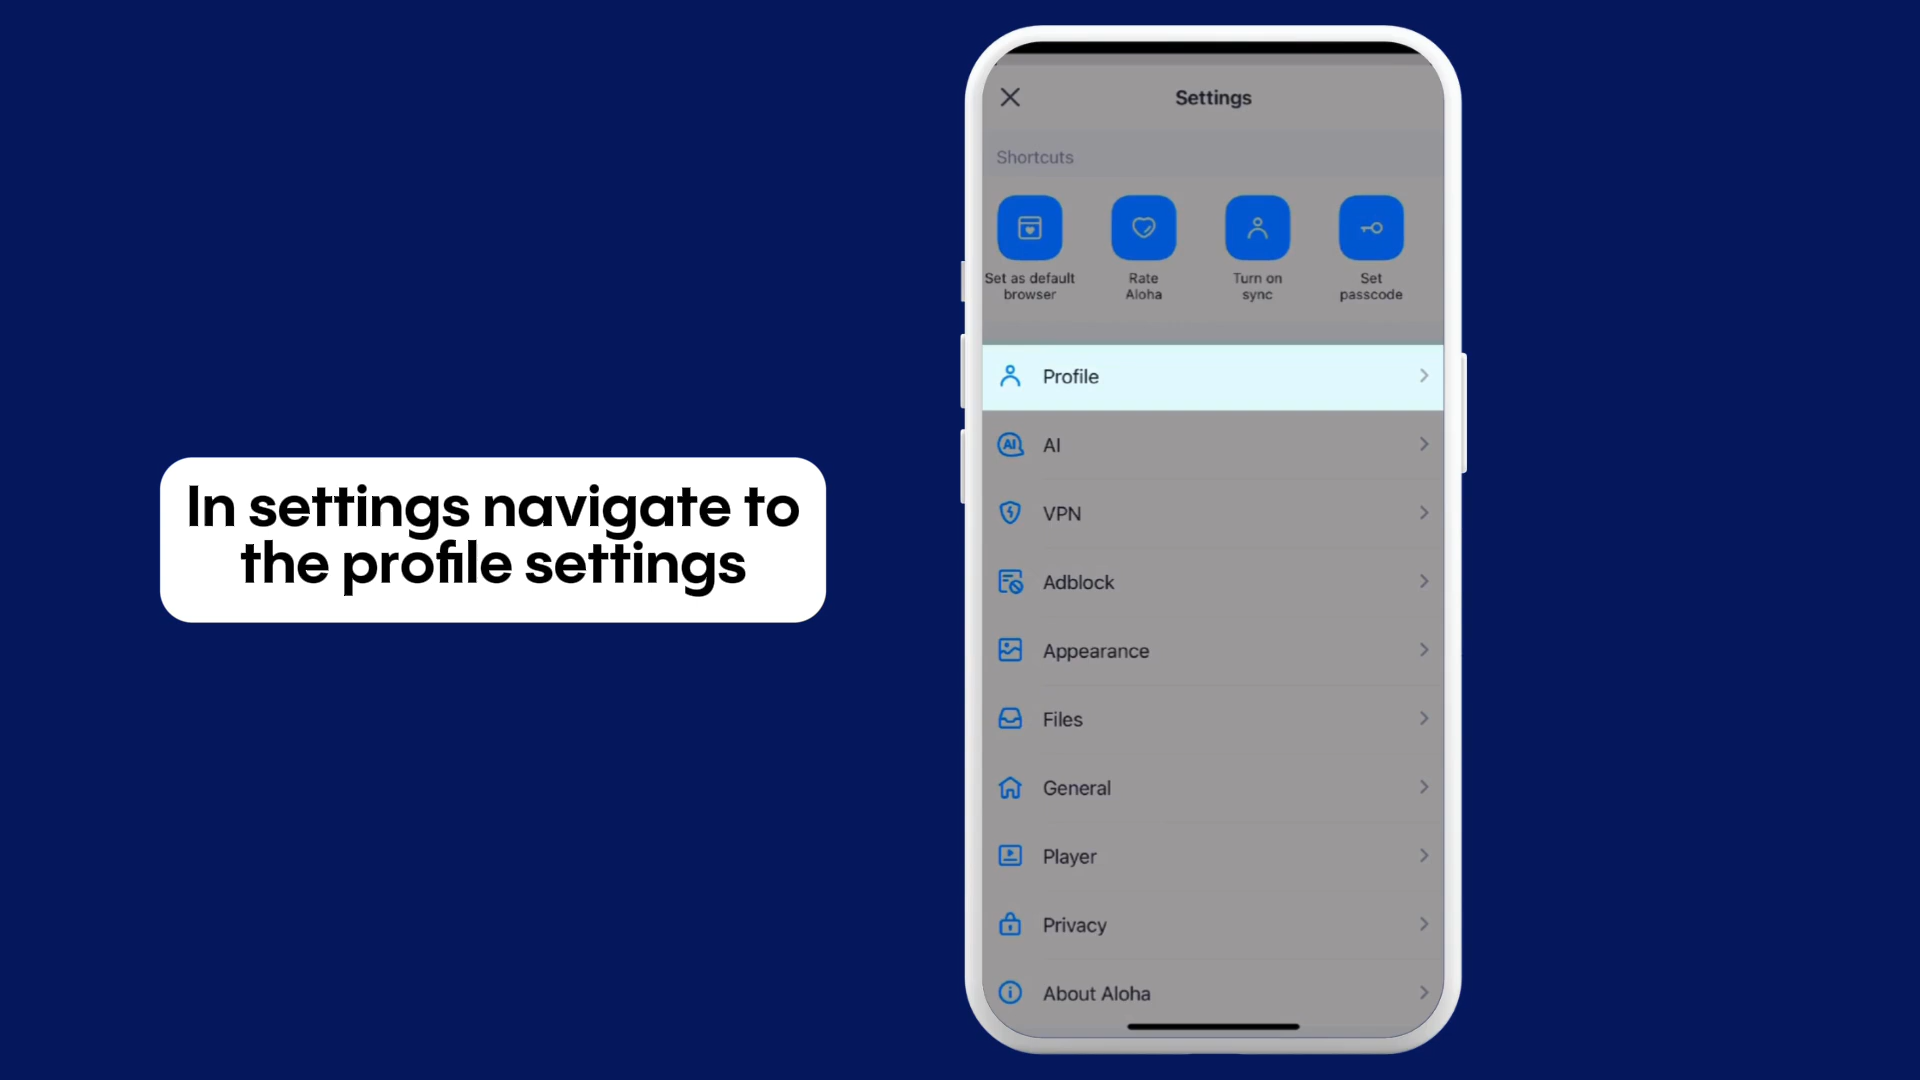 In settings navigate to
the profile settings
Settings
Shortcuts
Set as default
browser
Rate
Aloha
Turn on
sync
Set
passcode
Profile
AI
AI
VPN
Adblock
Appearance
Files
General
Player
Privacy
About Aloha